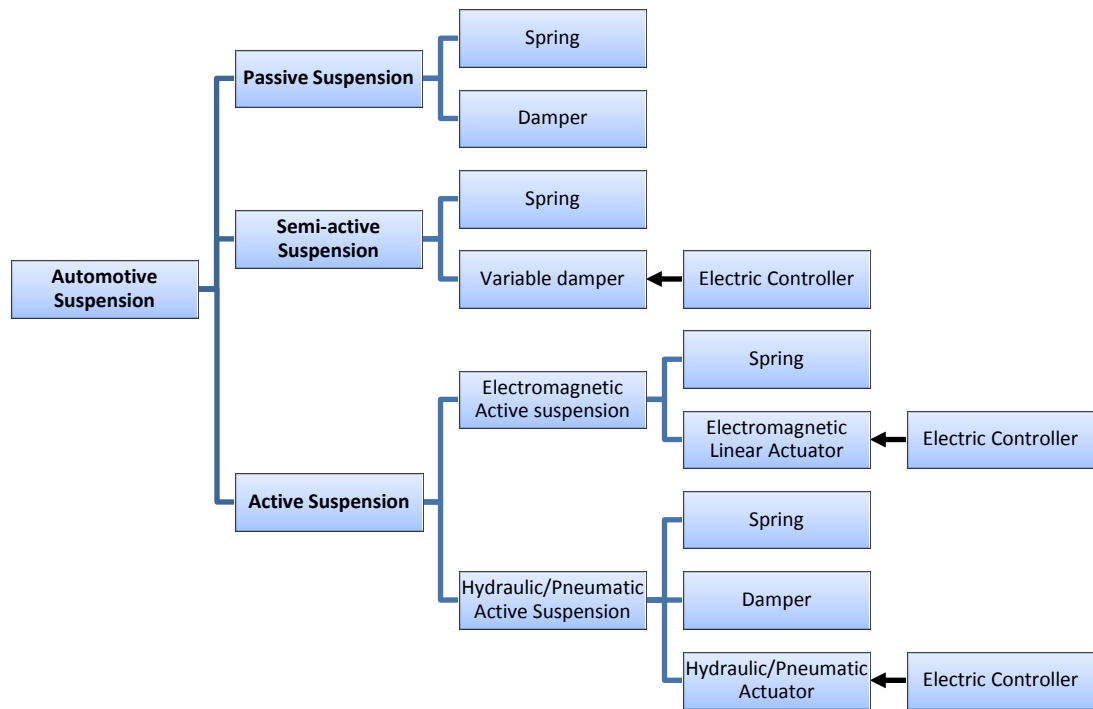 Spring
Passive Suspension
Damper
Spring
Semi-active
Suspension
Variable damper
Electric Controller
Automotive
Suspension
Spring
Electromagnetic
Active suspension
Electromagnetic
Linear Actuator
Electric Controller
Active Suspension
Spring
Hydraulic/Pneumatic
Active Suspension
Damper
Hydraulic/Pneumatic
Actuator
Electric Controller